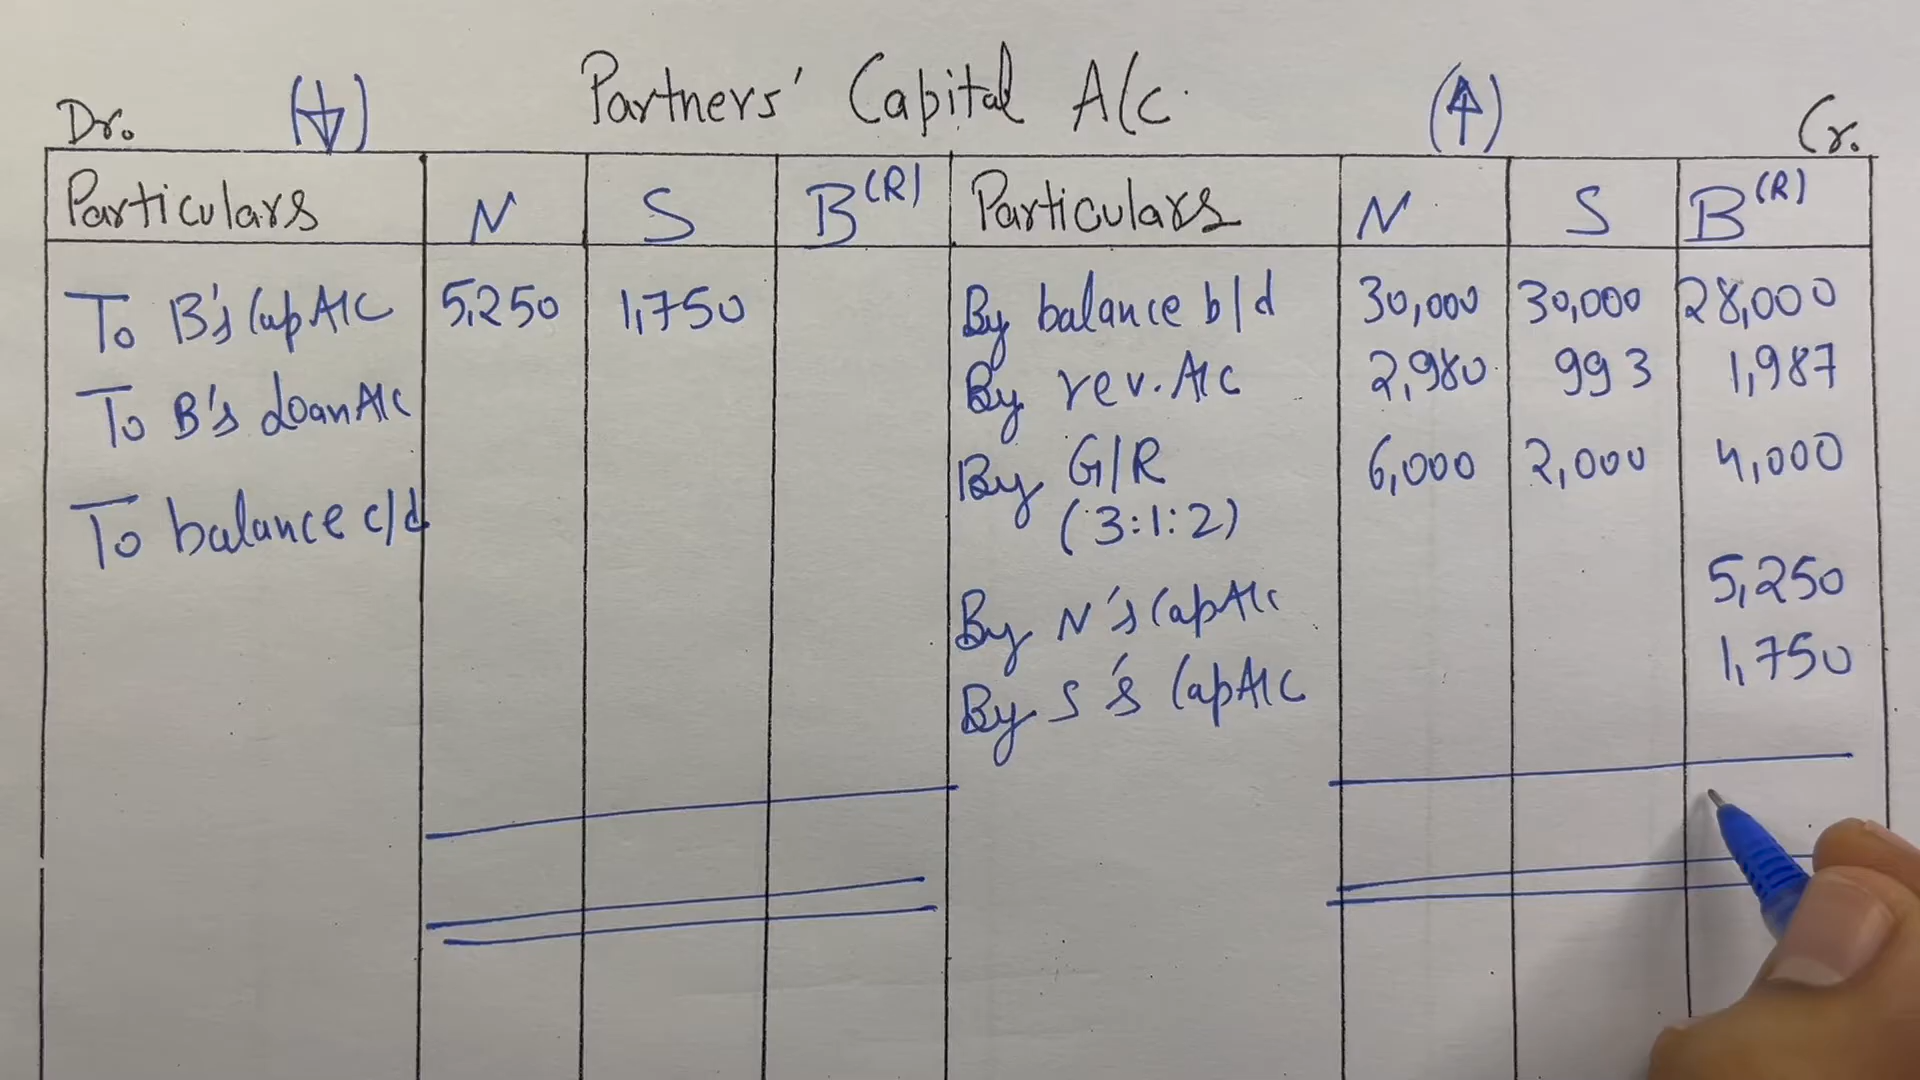 Partners' Capital A/c.
Dr. (↓) (↑) Cr.
Particulars N S B(R) Particulars N S B(R)
To B's Cap A/C 5,250 1,750 By balance b/d 30,000 30,000 28,000
To B's Loan A/c By rev. A/C 2,980 993 1,987
To balance c/d By G/R 6,000 2,000 4,000
(3:1:2)
By N's Cap A/c 5,250
By S's Cap A/C 1,750